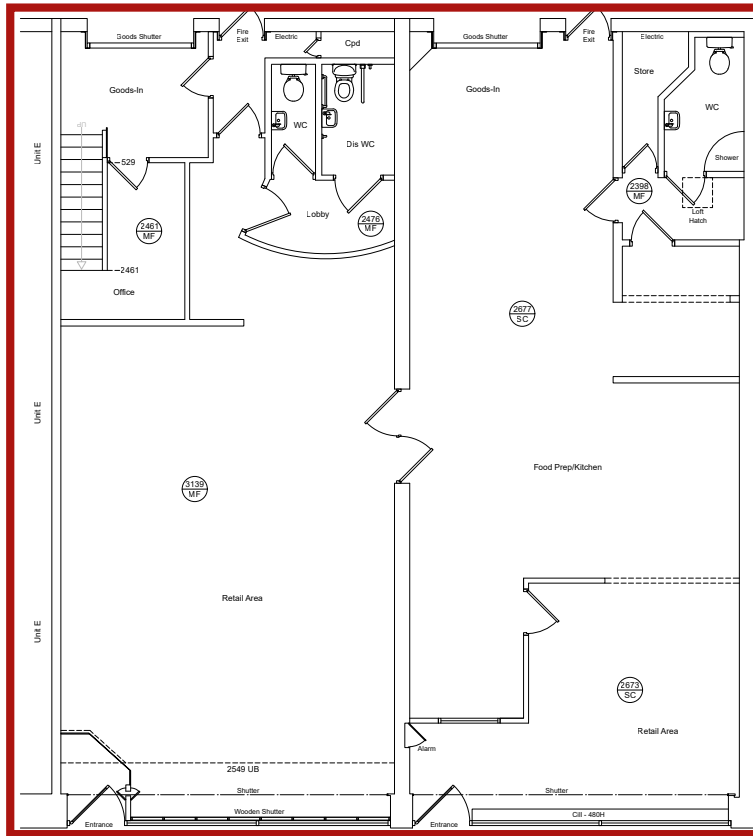 Goods Shutter
Fire
Exit
Electric
Cpd
Goods Shutter
Fire
Exit
Electric
Goods-In
Goods-In
Store
WC
WC
Dis WC
Shower
Unit E
Up
529
2398
MF
Loft
Hatch
2461
MF
Lobby
2476
MF
2461
Office
2677
SC
Unit E
Food Prep/Kitchen
3139
MF
Retail Area
Unit E
2673
SC
Retail Area
Alarm
2549 UB
Shutter
Shutter
Wooden Shutter
Cill - 480H
Entrance
Entrance